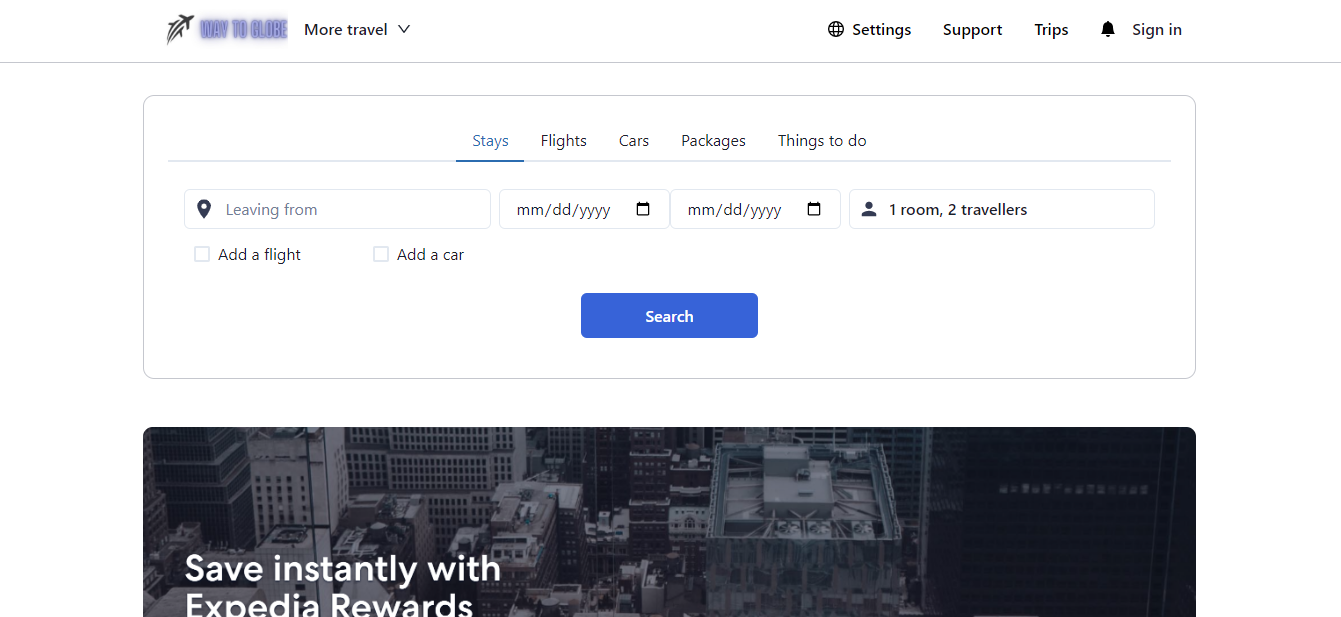 WAY TO GLOBE More travel Settings Support Trips Sign in
Stays Flights Cars Packages Things to do
Leaving from mm/dd/yyyy mm/dd/yyyy 1 room, 2 travellers
Add a flight Add a car
Search
Save instantly with
Expedia Rewards